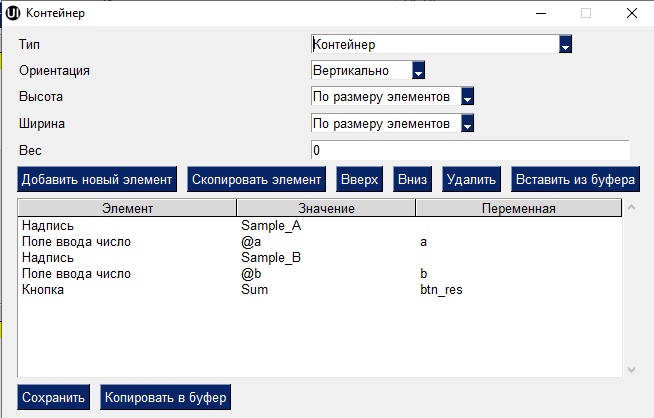 UI Контейнер
Тип Контейнер
Ориентация Вертикально
Высота По размеру элементов
Ширина По размеру элементов
Вес 0
Добавить новый элемент Скопировать элемент Вверх Вниз Удалить Вставить из буфера
Элемент Значение Переменная
Надпись Sample_A
Поле ввода число @a a
Надпись Sample_B
Поле ввода число @b b
Кнопка Sum btn_res
Сохранить Копировать в буфер